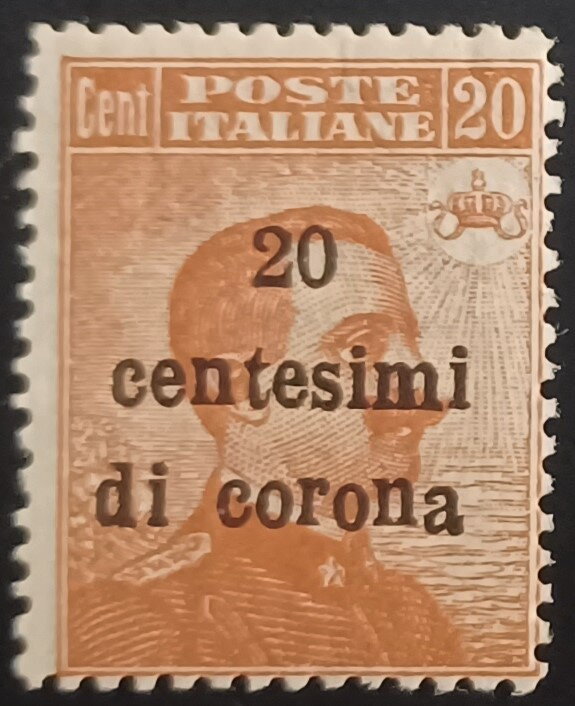 Cent POSTE ITALIANE 20
20
centesimi
di corona